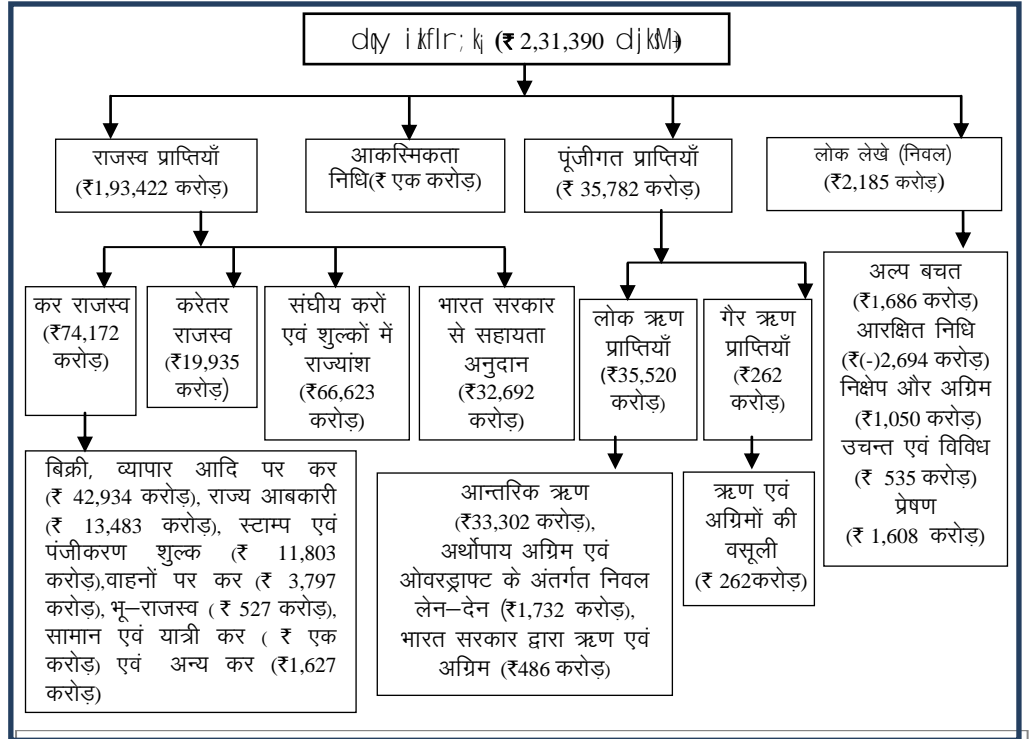 dqy ikflr;kj (₹ 2,31,390 djksM+)
राजस्व प्राप्तियाँ
(₹1,93,422 करोड़)
आकस्मिकता
निधि(₹ एक करोड़)
पूंजीगत प्राप्तियाँ
(₹ 35,782 करोड़)
लोक लेखे (निवल)
(₹2,185 करोड़)
कर राजस्व
(₹74,172
करोड़)
करेतर
राजस्व
(₹19,935
करोड़)
संघीय करों
एवं शुल्कों में
राज्यांश
(₹66,623
करोड़)
भारत सरकार
से सहायता
अनुदान
(₹32,692
करोड़)
लोक ऋण
प्राप्तियाँ
(₹35,520
करोड़)
गैर ऋण
प्राप्तियाँ
(₹262
करोड़)
अल्प बचत
(₹1,686 करोड़)
आरक्षित निधि
(₹(-)2,694 करोड़)
निक्षेप और अग्रिम
(₹1,050 करोड़)
उचन्त एवं विविध
(₹ 535 करोड़)
प्रेषण
(₹ 1,608 करोड़)
बिक्री, व्यापार आदि पर कर
(₹ 42,934 करोड़), राज्य आबकारी
(₹ 13,483 करोड़), स्टाम्प एवं
पंजीकरण शुल्क (₹ 11,803
करोड़),वाहनों पर कर (₹ 3,797
करोड़), भू–राजस्व ( ₹ 527 करोड़),
सामान एवं यात्री कर ( ₹ एक
करोड़) एवं अन्य कर (₹1,627
करोड़)
आन्तरिक ऋण
(₹33,302 करोड़),
अर्थोपाय अग्रिम एवं
ओवरड्राफ्ट के अंतर्गत निवल
लेन–देन (₹1,732 करोड़),
भारत सरकार द्वारा ऋण एवं
अग्रिम (₹486 करोड़)
ऋण एवं
अग्रिमों की
वसूली
(₹ 262करोड़)